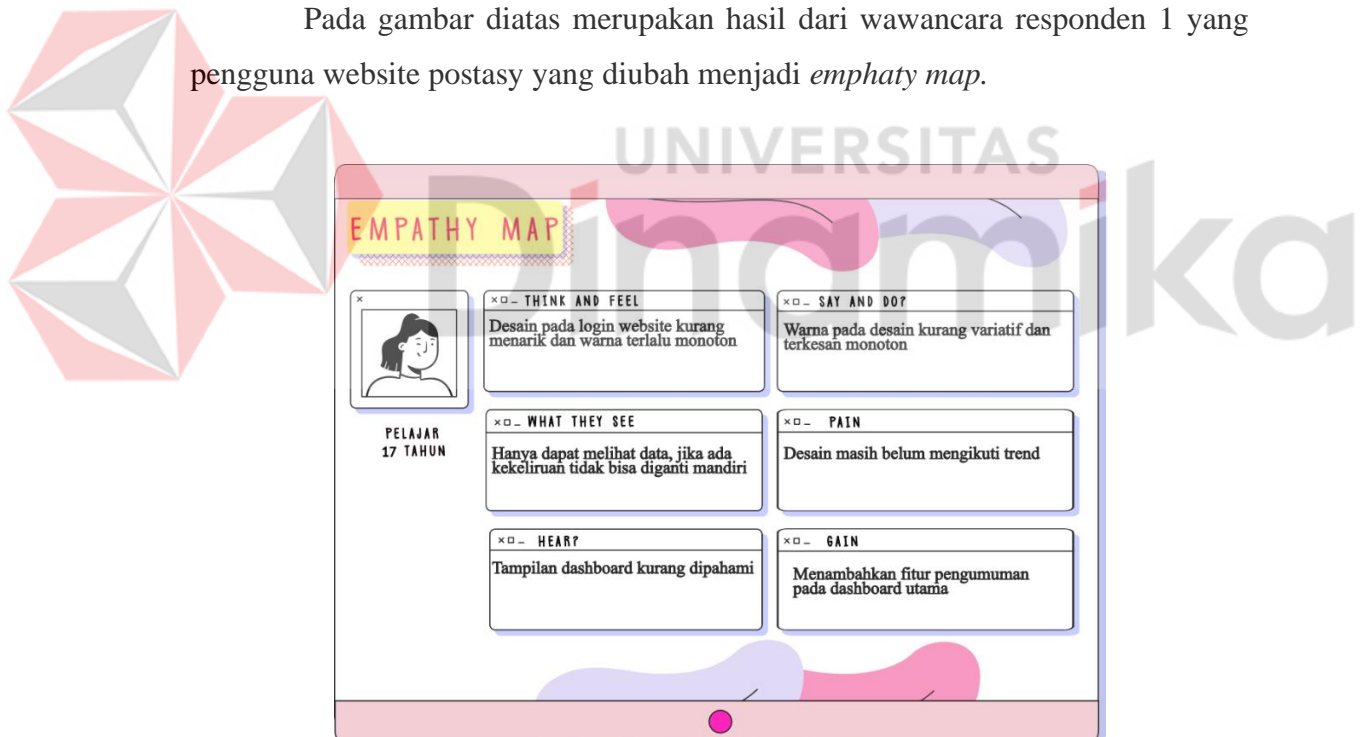 Pada gambar diatas merupakan hasil dari wawancara responden 1 yang
pengguna website postasy yang diubah menjadi emphaty map.
UNIVERSITAS
Dinamika
EMPATHY MAP
PELAJAR
17 TAHUN
THINK AND FEEL
Desain pada login website kurang
menarik dan warna terlalu monoton
SAY AND DO?
Warna pada desain kurang variatif dan
terkesan monoton
WHAT THEY SEE
Hanya dapat melihat data, jika ada
kekeliruan tidak bisa diganti mandiri
PAIN
Desain masih belum mengikuti trend
HEAR?
Tampilan dashboard kurang dipahami
GAIN
Menambahkan fitur pengumuman
pada dashboard utama